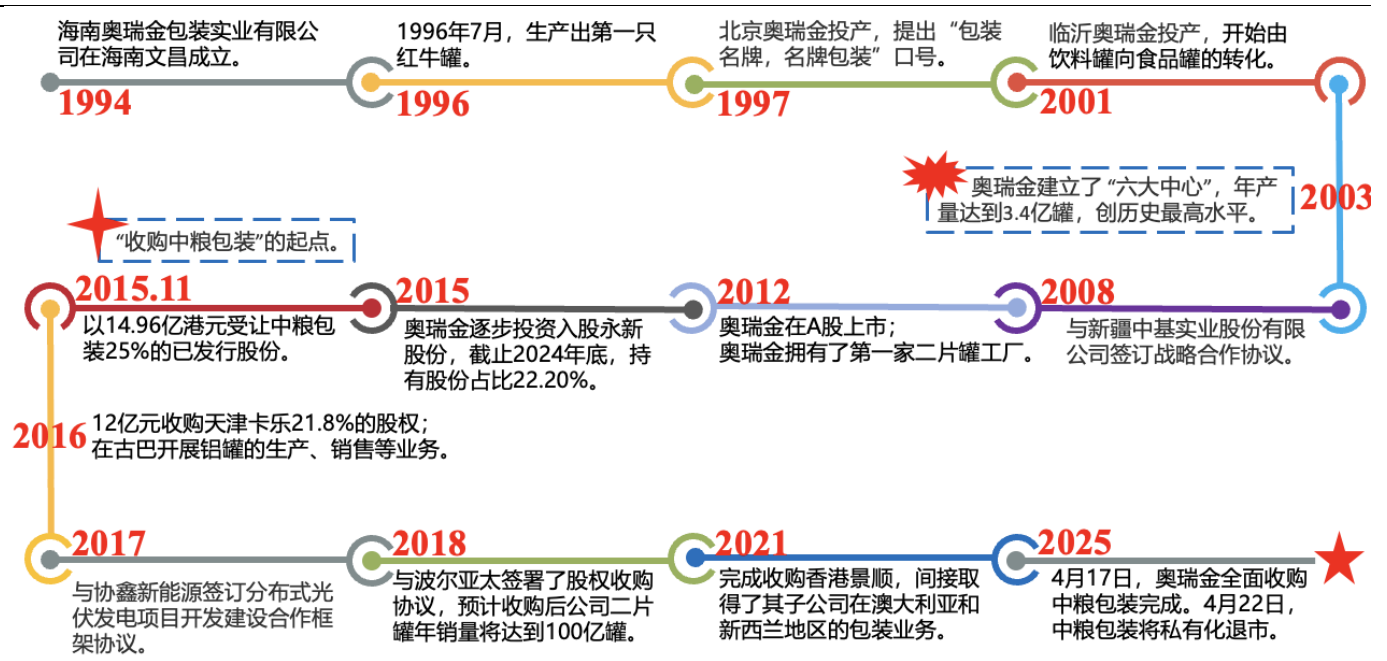 海南奥瑞金包装实业有限公
司在海南文昌成立。
1994
1996年7月，生产出第一只
红牛罐。
1996
北京奥瑞金投产，提出“包装
名牌，名牌包装”口号。
1997
临沂奥瑞金投产，开始由
饮料罐向食品罐的转化。
2001
奥瑞金建立了“六大中心”，年产
量达到3.4亿罐，创历史最高水平。
2003
2008
与新疆中基实业股份有限
公司签订战略合作协议。
2012
奥瑞金在A股上市；
奥瑞金拥有了第一家二片罐工厂。
2015
奥瑞金逐步投资入股永新
股份，截止2024年底，持
有股份占比22.20%。
“收购中粮包装”的起点。
2015.11
以14.96亿港元受让中粮包
装25%的已发行股份。
2016
12亿元收购天津卡乐21.8%的股权；
在古巴开展铝罐的生产、销售等业务。
2017
与协鑫新能源签订分布式光
伏发电项目开发建设合作框
架协议。
2018
与波尔亚太签署了股权收购
协议，预计收购后公司二片
罐年销量将达到100亿罐。
2021
完成收购香港景顺，间接取
得了其子公司在澳大利亚和
新西兰地区的包装业务。
2025
4月17日，奥瑞金全面收购
中粮包装完成。4月22日，
中粮包装将私有化退市。